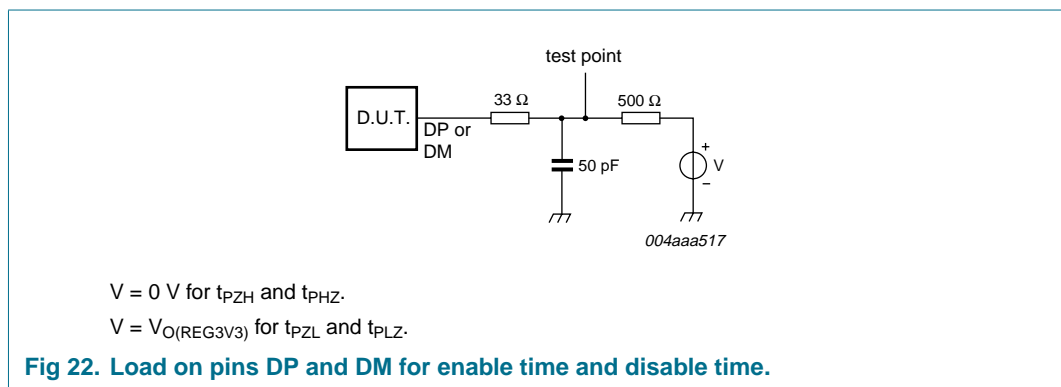 test point
33 Ω
500 Ω
D.U.T.
DP or
DM
50 pF
+
V
−
004aaa517
V = 0 V for tPZH and tPHZ.
V = VO(REG3V3) for tPZL and tPLZ.
Fig 22. Load on pins DP and DM for enable time and disable time.